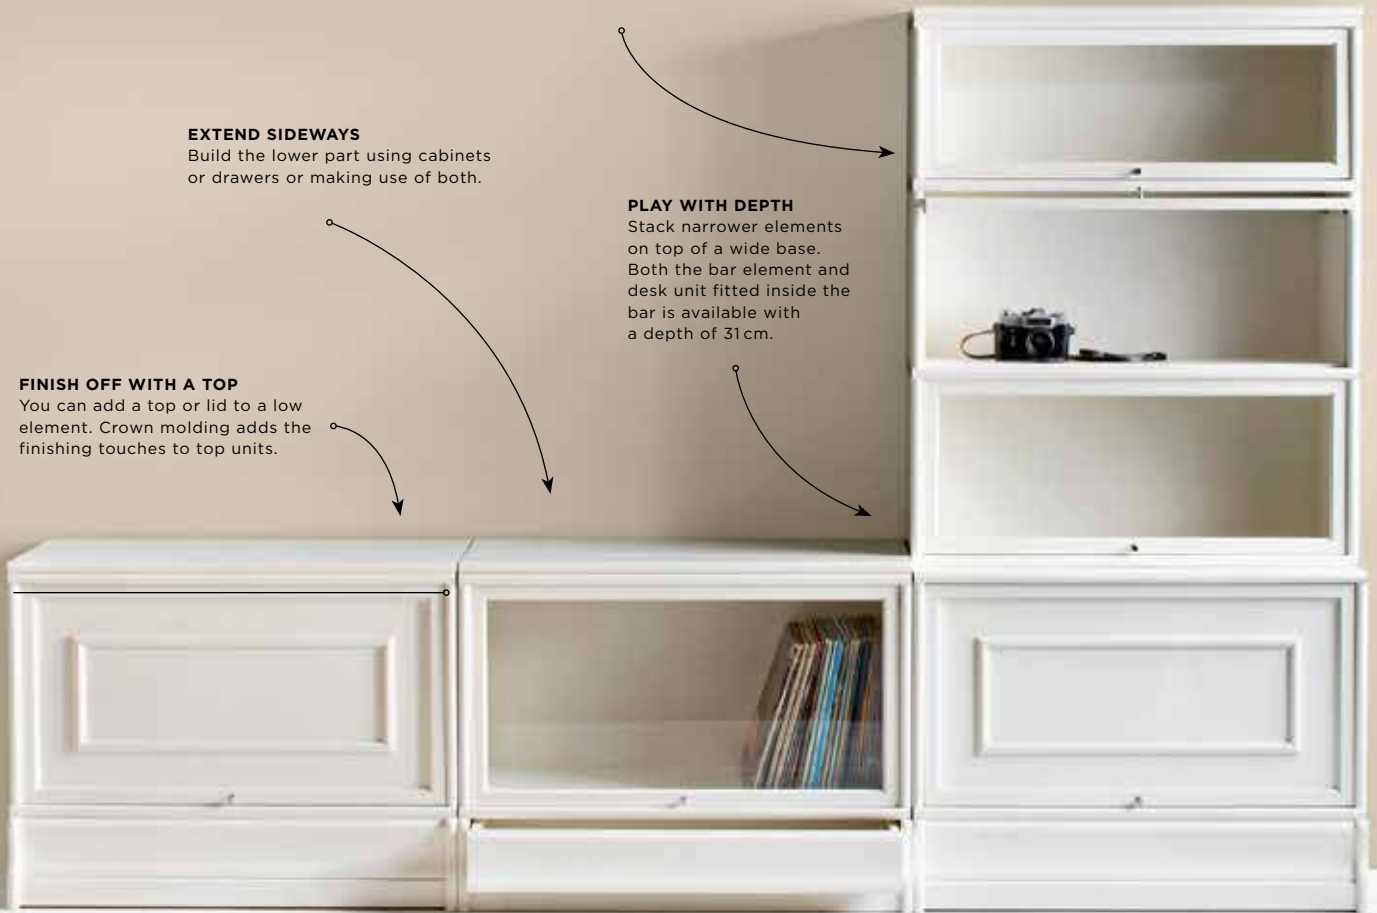 EXTEND SIDEWAYS
Build the lower part using cabinets
or drawers or making use of both.
PLAY WITH DEPTH
Stack narrower elements
on top of a wide base.
Both the bar element and
desk unit fitted inside the
bar is available with
a depth of 31 cm.
FINISH OFF WITH A TOP
You can add a top or lid to a low
element. Crown molding adds the
finishing touches to top units.